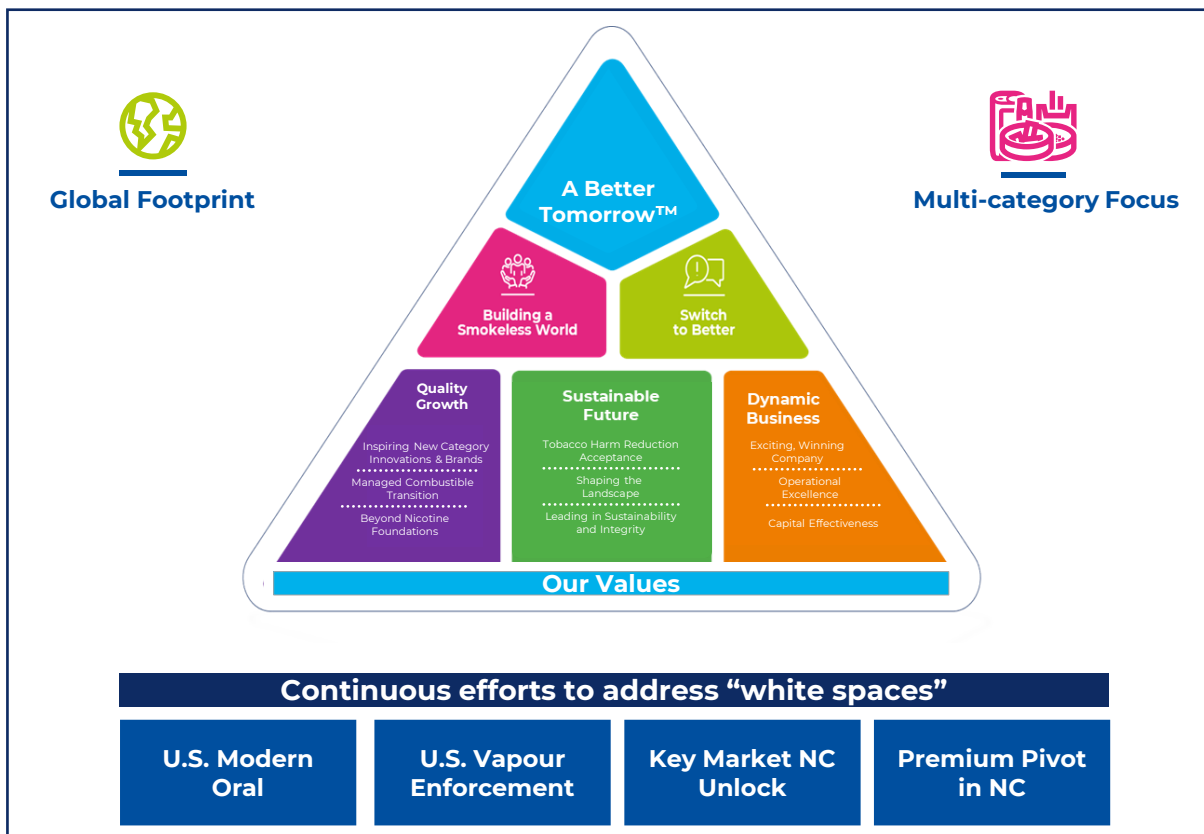 A Better
Tomorrow™
Global Footprint
Multi-category Focus
Building a
Smokeless World
Switch
to Better
Quality
Growth
Inspiring New Category
Innovations & Brands
Managed Combustible
Transition
Beyond Nicotine
Foundations
Sustainable
Future
Tobacco Harm Reduction
Acceptance
Shaping the
Landscape
Leading in Sustainability
and Integrity
Dynamic
Business
Exciting, Winning
Company
Operational
Excellence
Capital Effectiveness
Our Values
Continuous efforts to address “white spaces”
U.S. Modern
Oral
U.S. Vapour
Enforcement
Key Market NC
Unlock
Premium Pivot
in NC